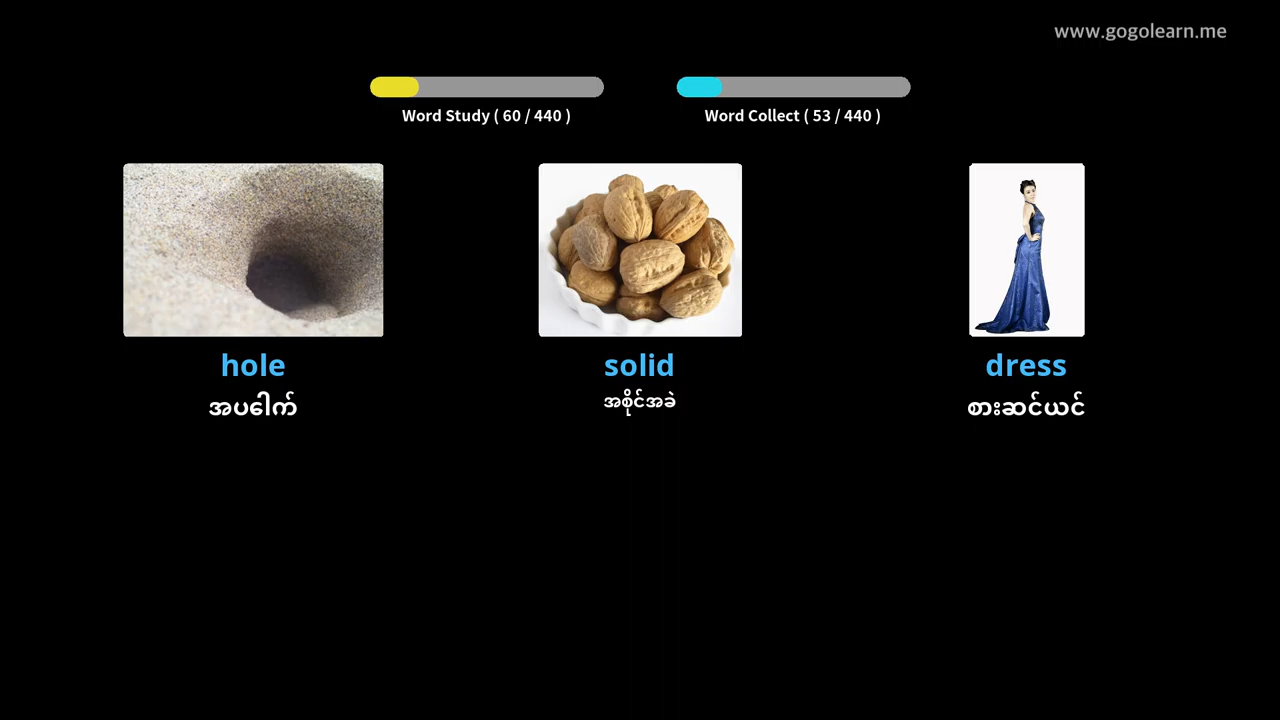 www.gogolearn.me
Word Study ( 60 / 440 )
Word Collect ( 53 / 440 )
hole
အပေါက်
solid
အစိုင်အခဲ
dress
စားဆင်ယင်